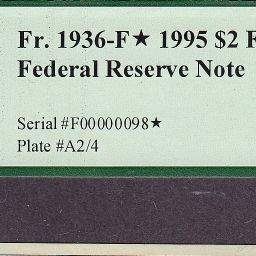 Fr. 1936-F★ 1995 $2 F
Federal Reserve Note
Serial #F00000098★
Plate #A2/4